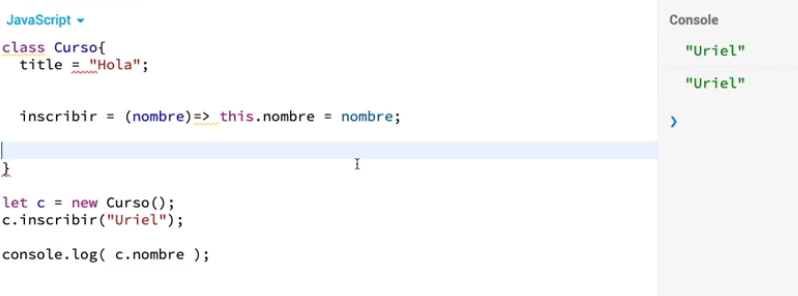 JavaScript
class Curso{
  title = "Hola";
  inscribir = (nombre)=> this.nombre = nombre;
}
let c = new Curso();
c.inscribir("Uriel");
console.log( c.nombre );
Console
"Uriel"
"Uriel"
❯